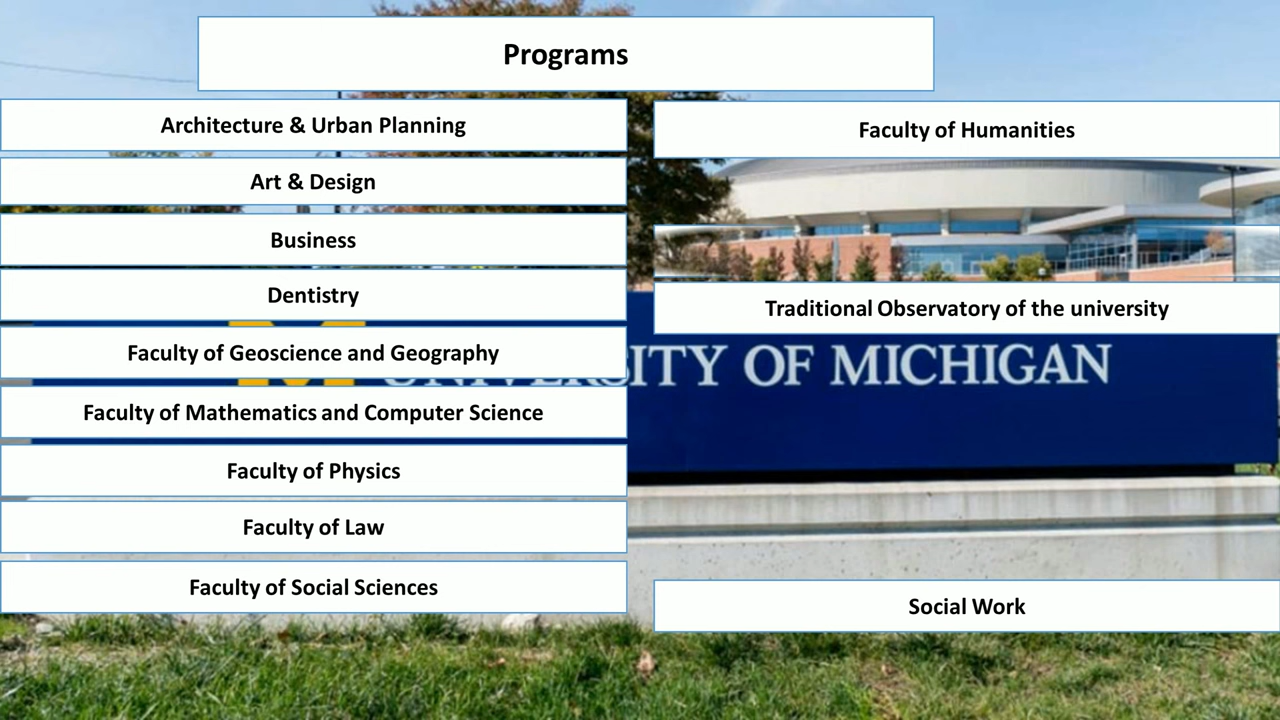 Programs
Architecture & Urban Planning
Art & Design
Business
Dentistry
Faculty of Geoscience and Geography
Faculty of Mathematics and Computer Science
Faculty of Physics
Faculty of Law
Faculty of Social Sciences
Faculty of Humanities
Traditional Observatory of the university
Social Work
M UNIVERSITY OF MICHIGAN